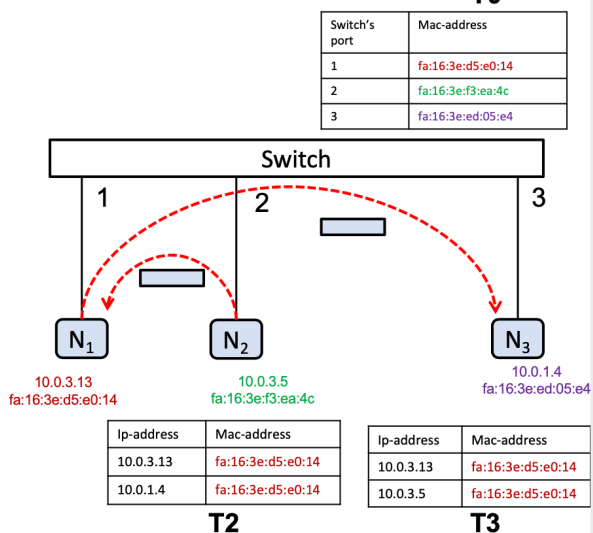 Switch's port Mac-address
1 fa:16:3e:d5:e0:14
2 fa:16:3e:f3:ea:4c
3 fa:16:3e:ed:05:e4
Switch
1 2 3
N1 N2 N3
10.0.3.13
fa:16:3e:d5:e0:14
10.0.3.5
fa:16:3e:f3:ea:4c
10.0.1.4
fa:16:3e:ed:05:e4
Ip-address Mac-address
10.0.3.13 fa:16:3e:d5:e0:14
10.0.1.4 fa:16:3e:d5:e0:14
T2
Ip-address Mac-address
10.0.3.13 fa:16:3e:d5:e0:14
10.0.3.5 fa:16:3e:d5:e0:14
T3